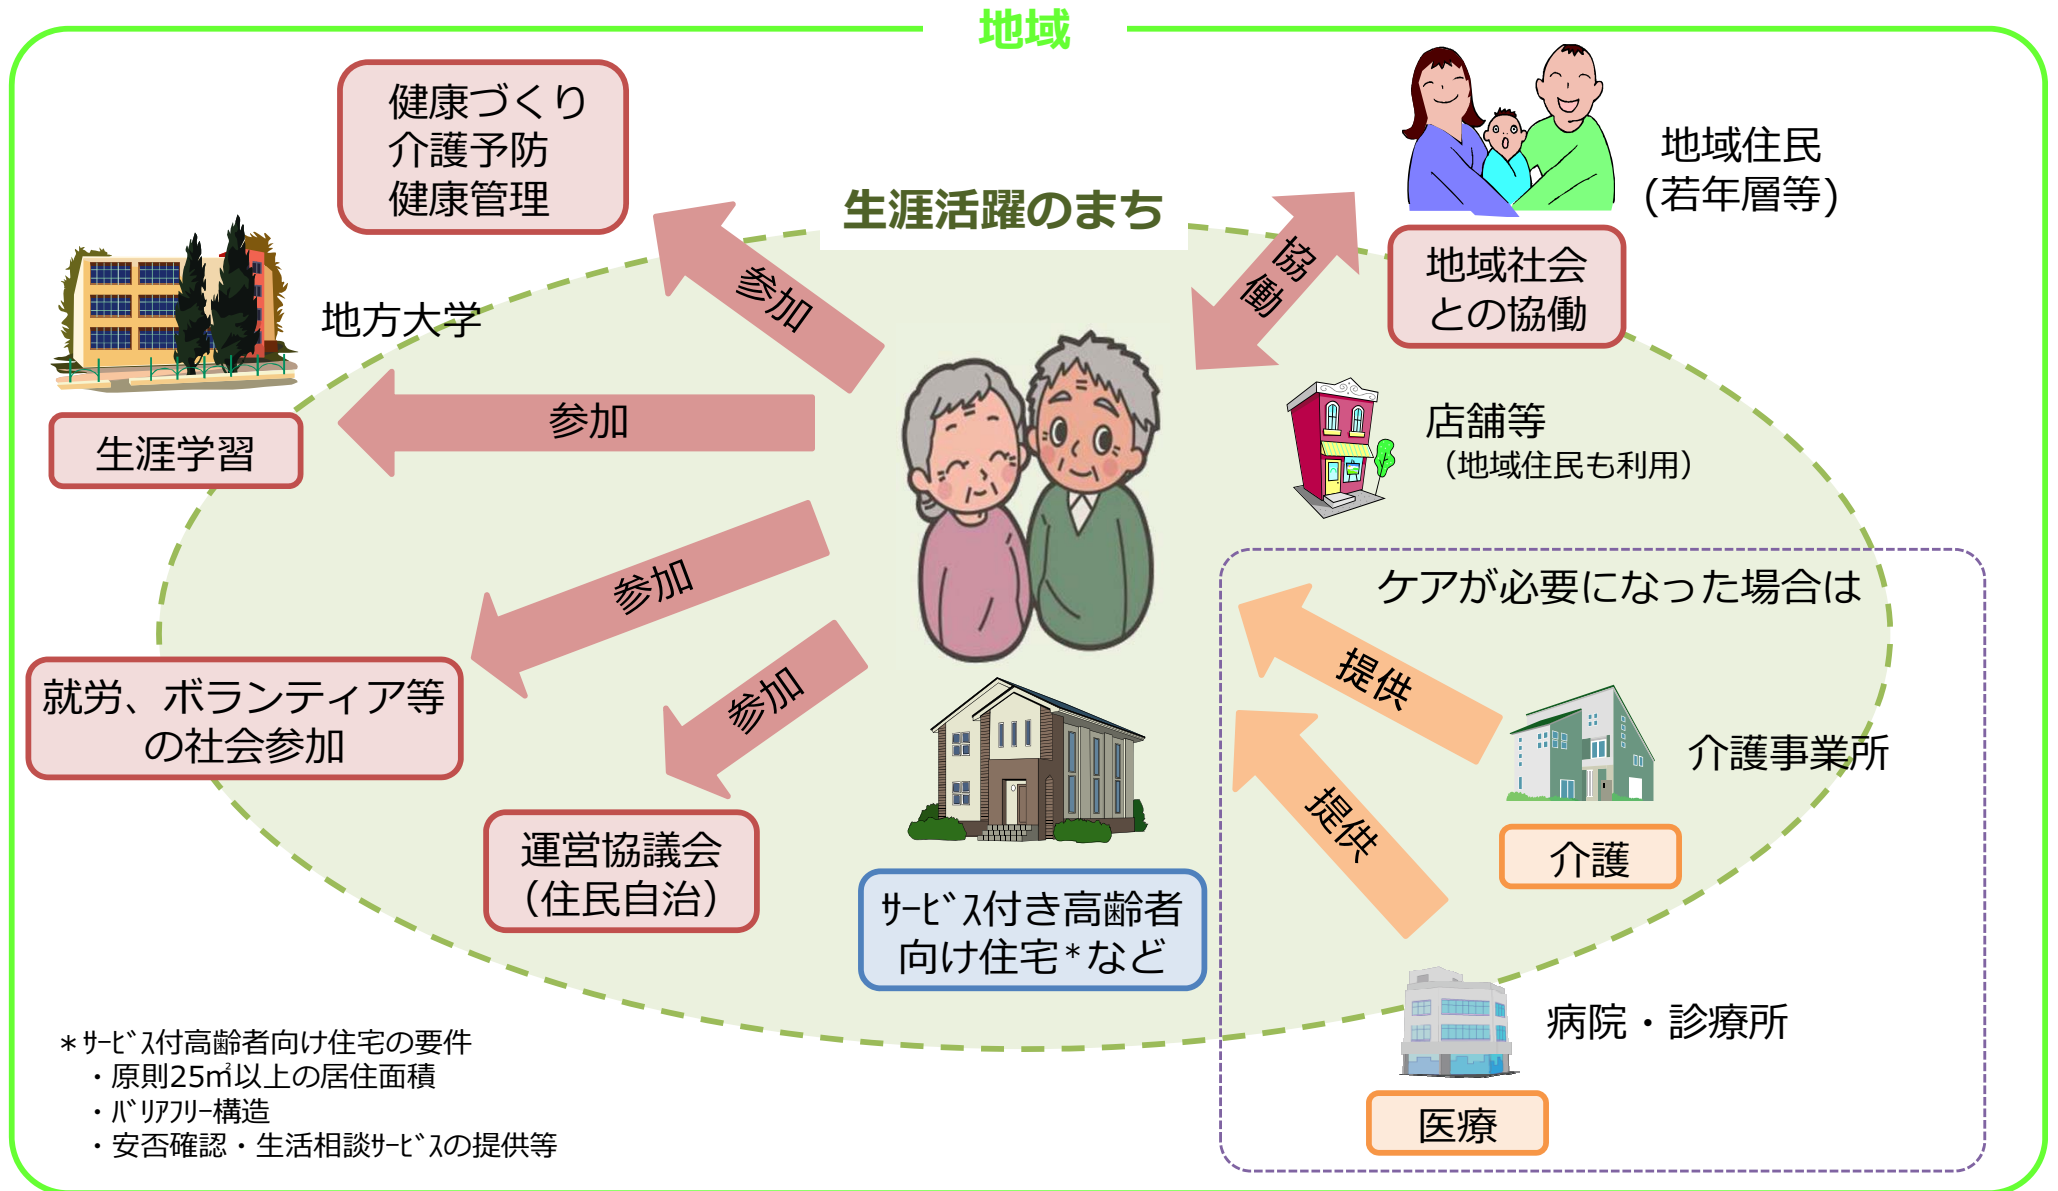 地域
健康づくり
介護予防
健康管理
生涯活躍のまち
地域住民
(若年層等)
協働
地域社会
との協働
参加
地方大学
生涯学習
参加
店舗等
（地域住民も利用）
参加
就労、ボランティア等
の社会参加
参加
運営協議会
（住民自治）
ｻｰﾋﾞｽ付き高齢者
向け住宅*など
ケアが必要になった場合は
提供
介護事業所
介護
提供
病院・診療所
医療
＊ｻｰﾋﾞｽ付高齢者向け住宅の要件
・原則25㎡以上の居住面積
・ﾊﾞﾘｱﾌﾘｰ構造
・安否確認・生活相談ｻｰﾋﾞｽの提供等